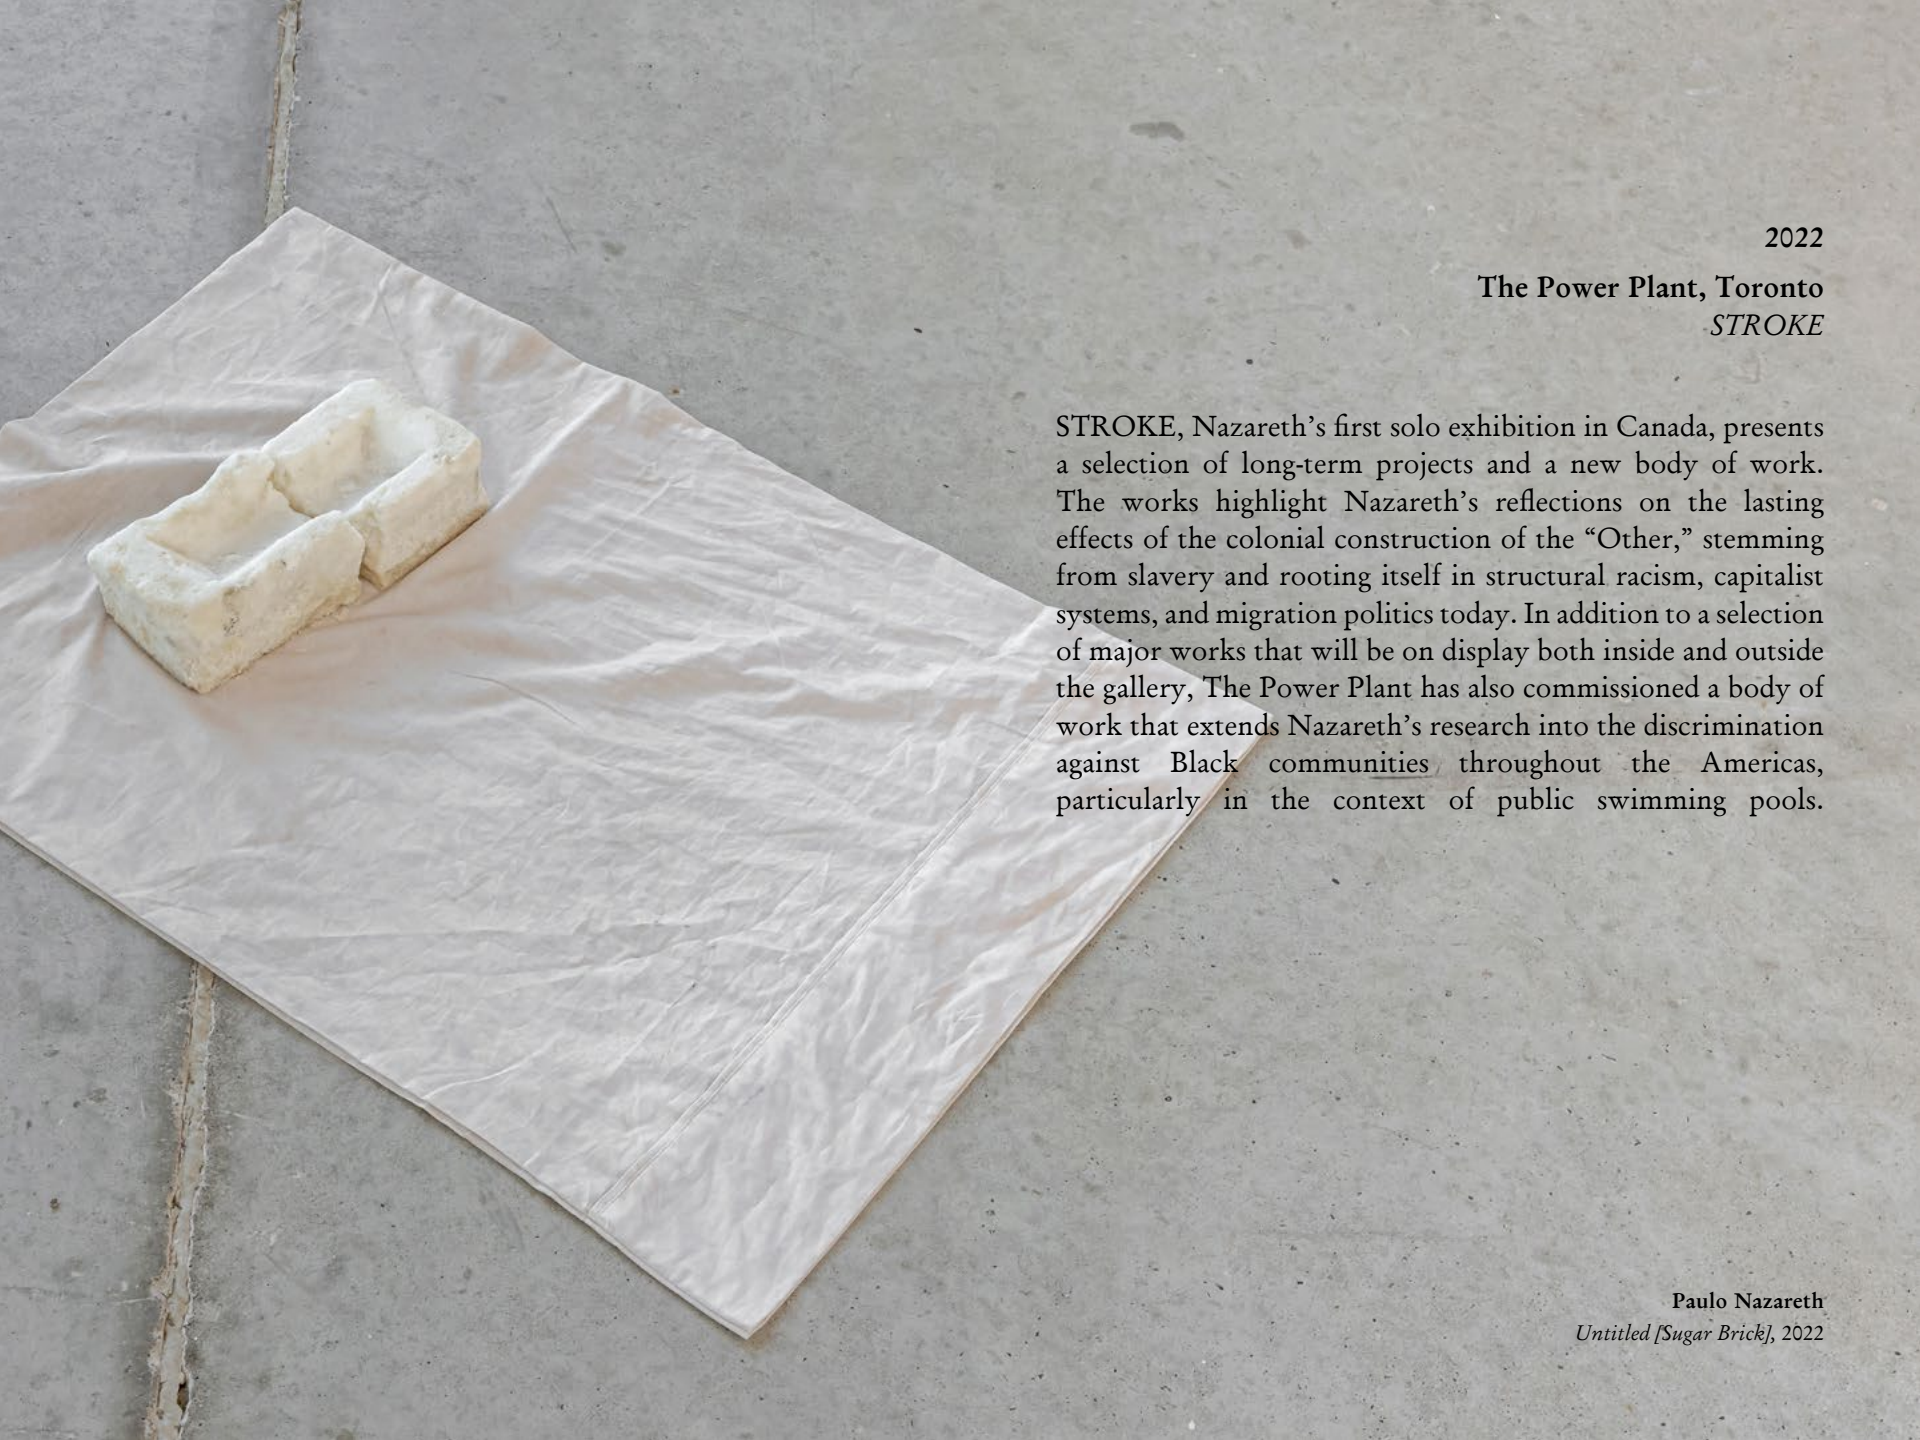 2022
The Power Plant, Toronto
STROKE
STROKE, Nazareth’s first solo exhibition in Canada, presents
a selection of long-term projects and a new body of work.
The works highlight Nazareth’s reflections on the lasting
effects of the colonial construction of the “Other,” stemming
from slavery and rooting itself in structural racism, capitalist
systems, and migration politics today. In addition to a selection
of major works that will be on display both inside and outside
the gallery, The Power Plant has also commissioned a body of
work that extends Nazareth’s research into the discrimination
against Black communities throughout the Americas,
particularly in the context of public swimming pools.
Paulo Nazareth
Untitled [Sugar Brick], 2022